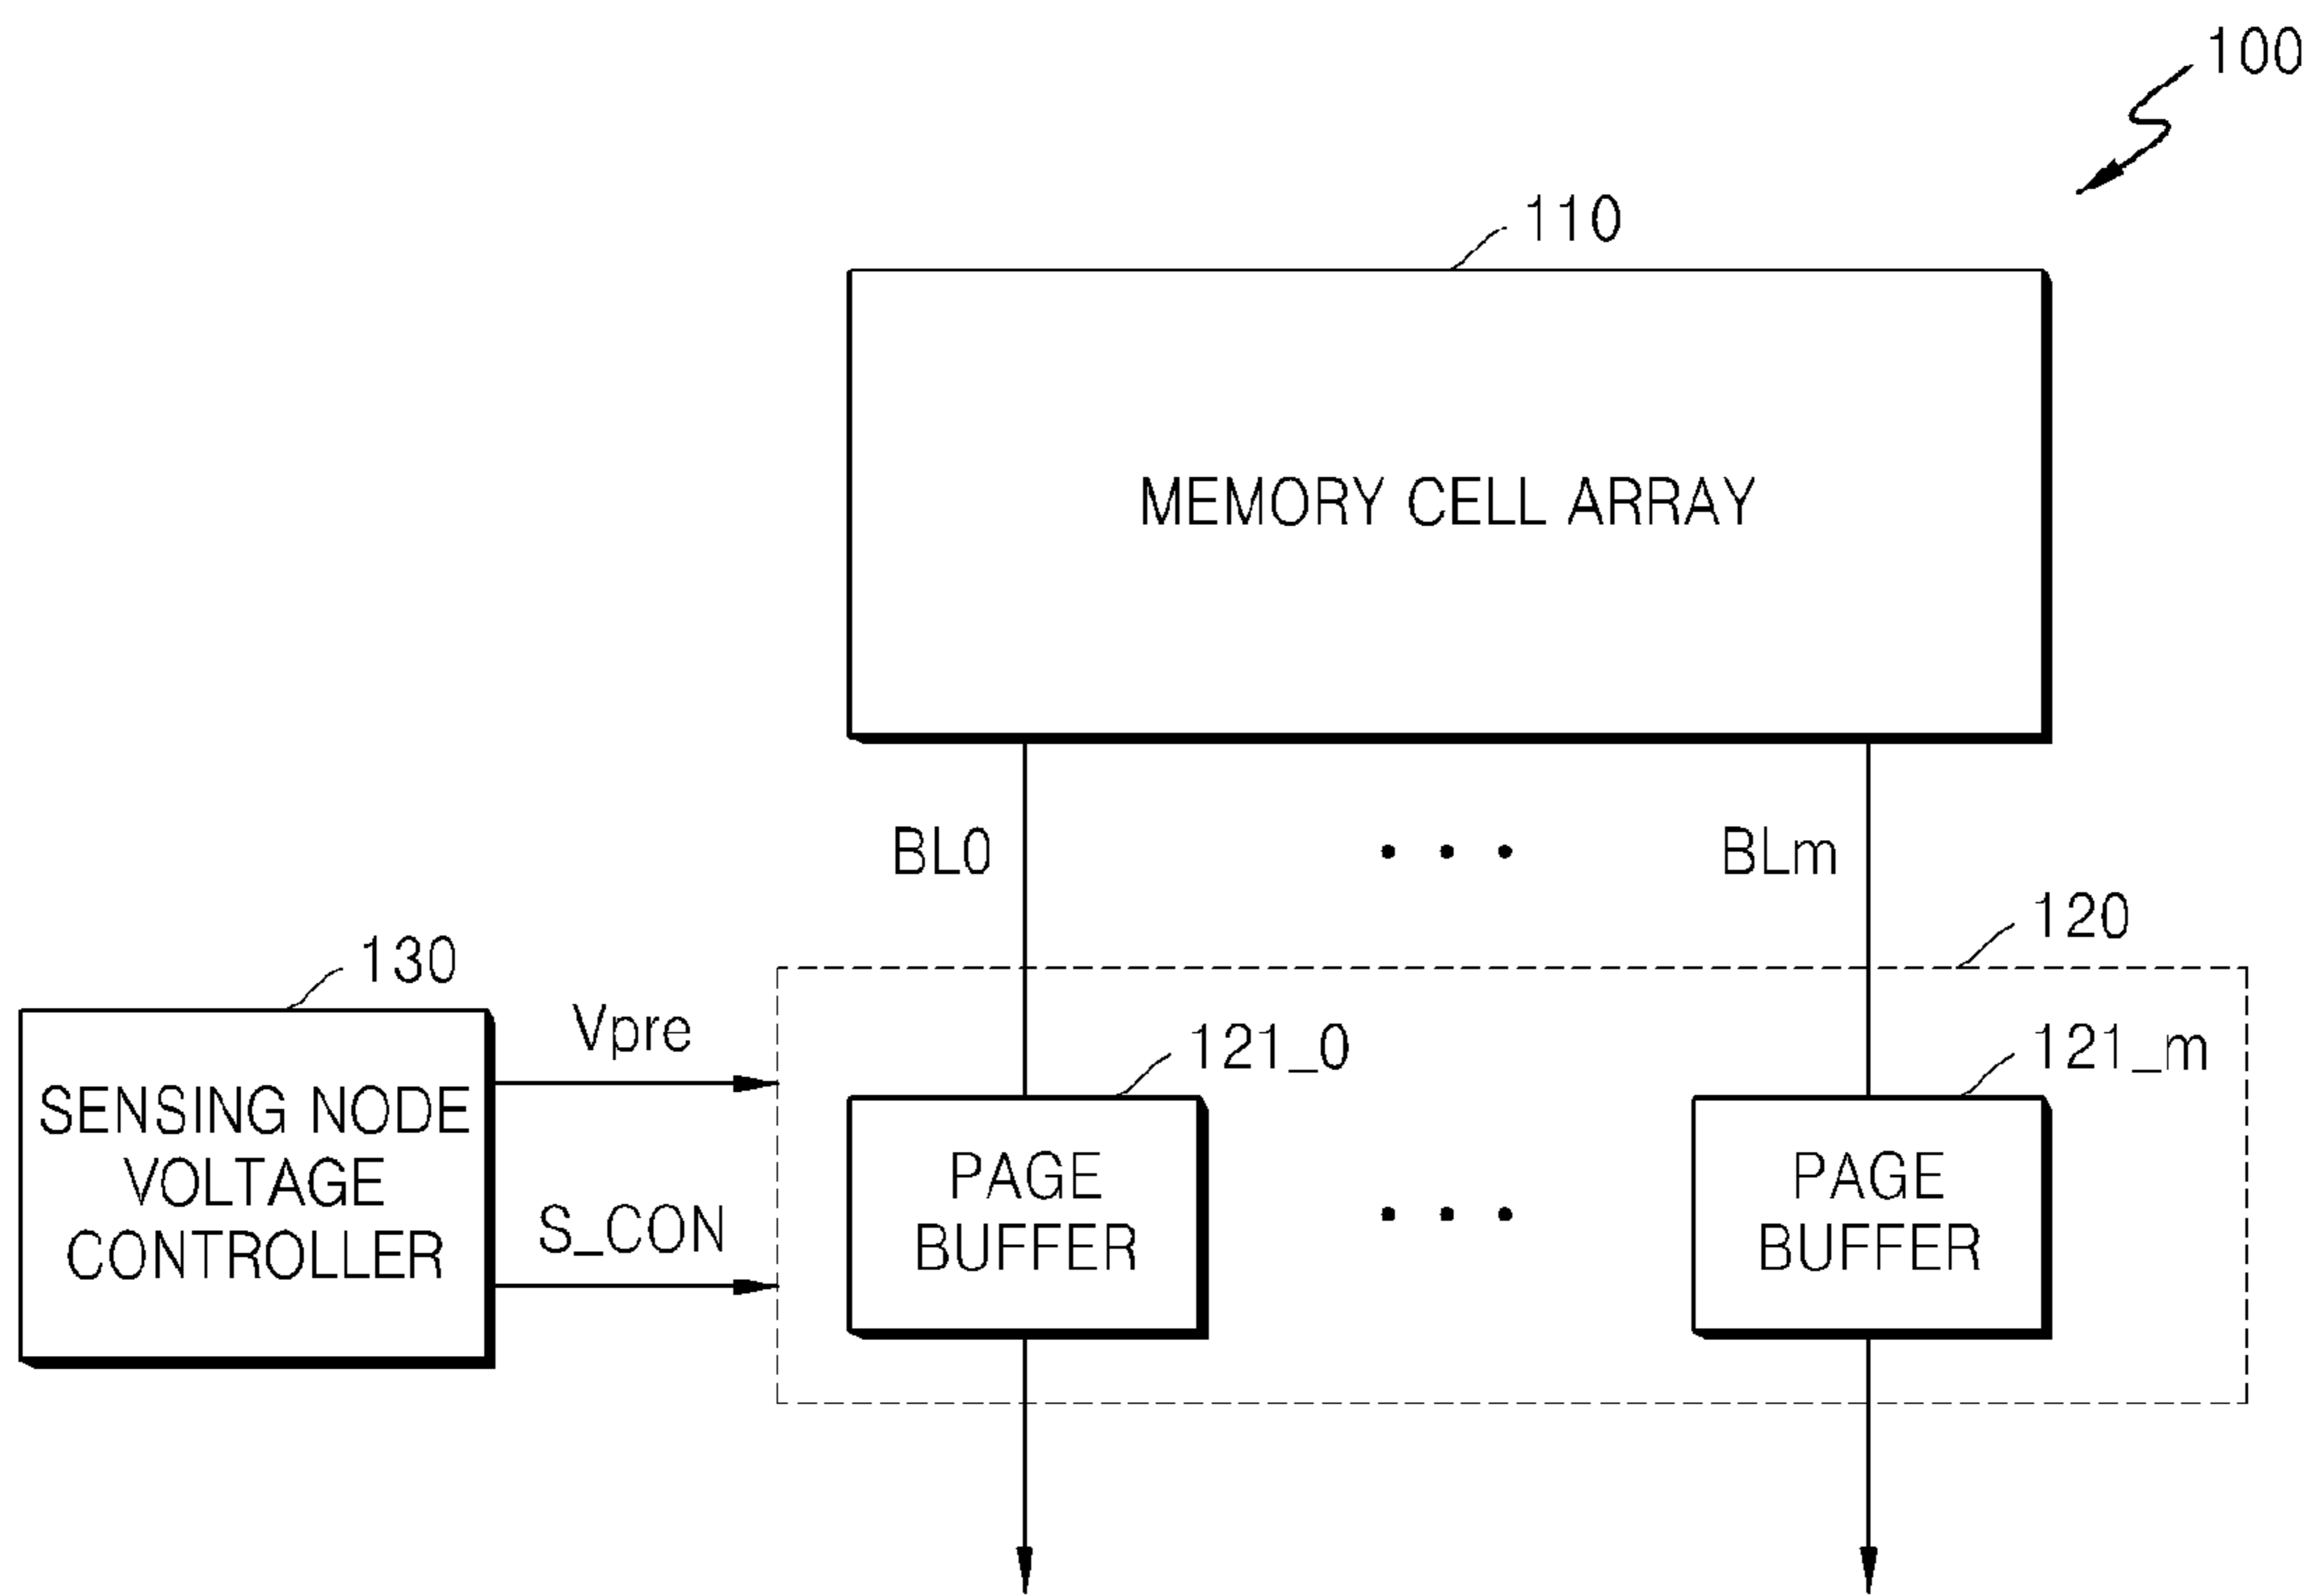 100
110
MEMORY CELL ARRAY
BL0
. . .
BLm
120
130
Vpre
121_0
121_m
SENSING NODE
VOLTAGE
CONTROLLER
S_CON
PAGE
BUFFER
. . .
PAGE
BUFFER